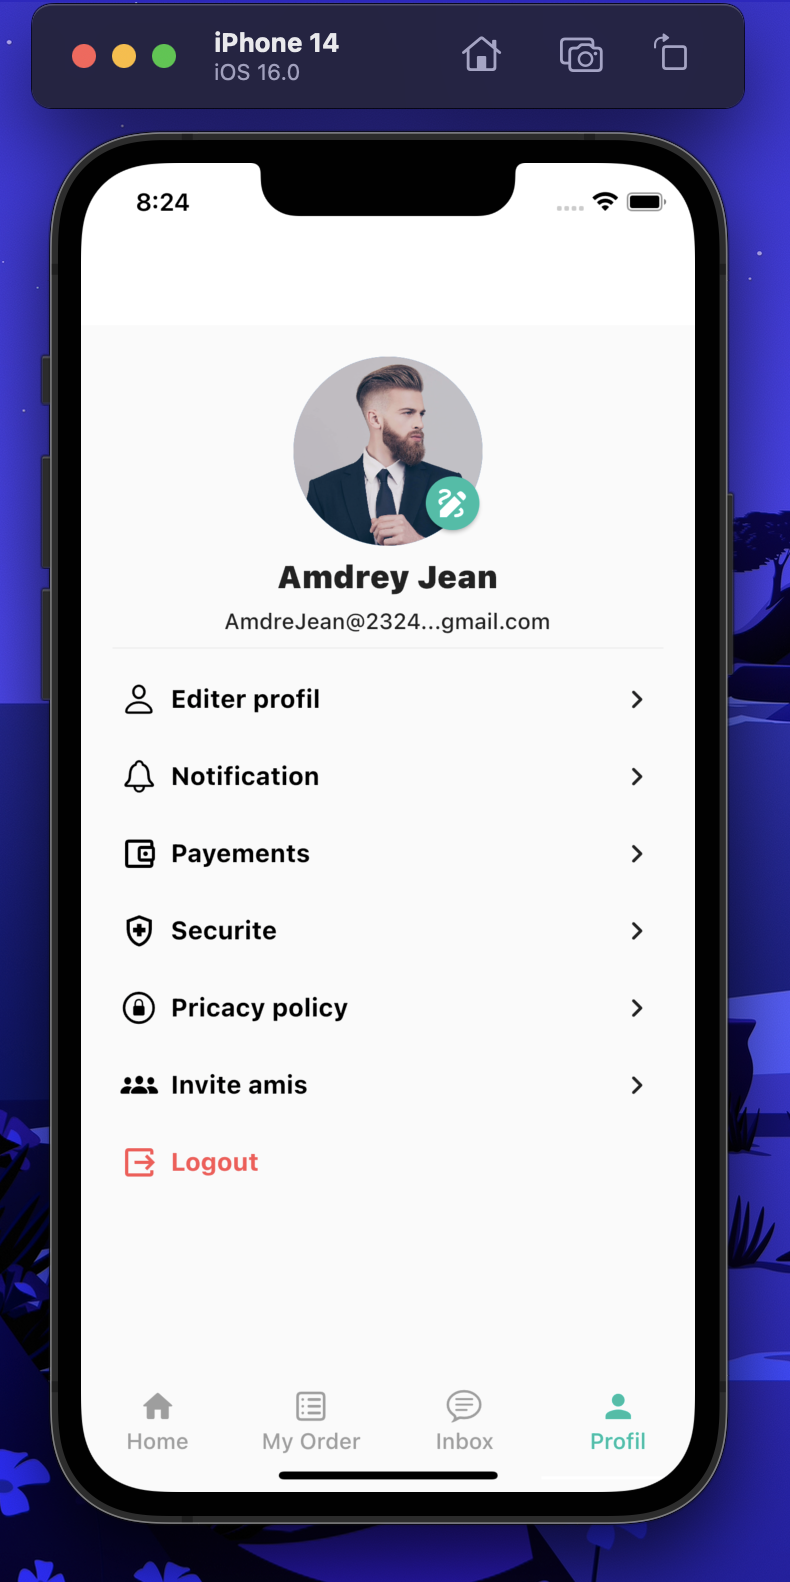 iPhone 14
iOS 16.0
8:24
Amdrey Jean
AmdreJean@2324...gmail.com
Editer profil
Notification
Payements
Securite
Pricacy policy
Invite amis
Logout
Home
My Order
Inbox
Profil